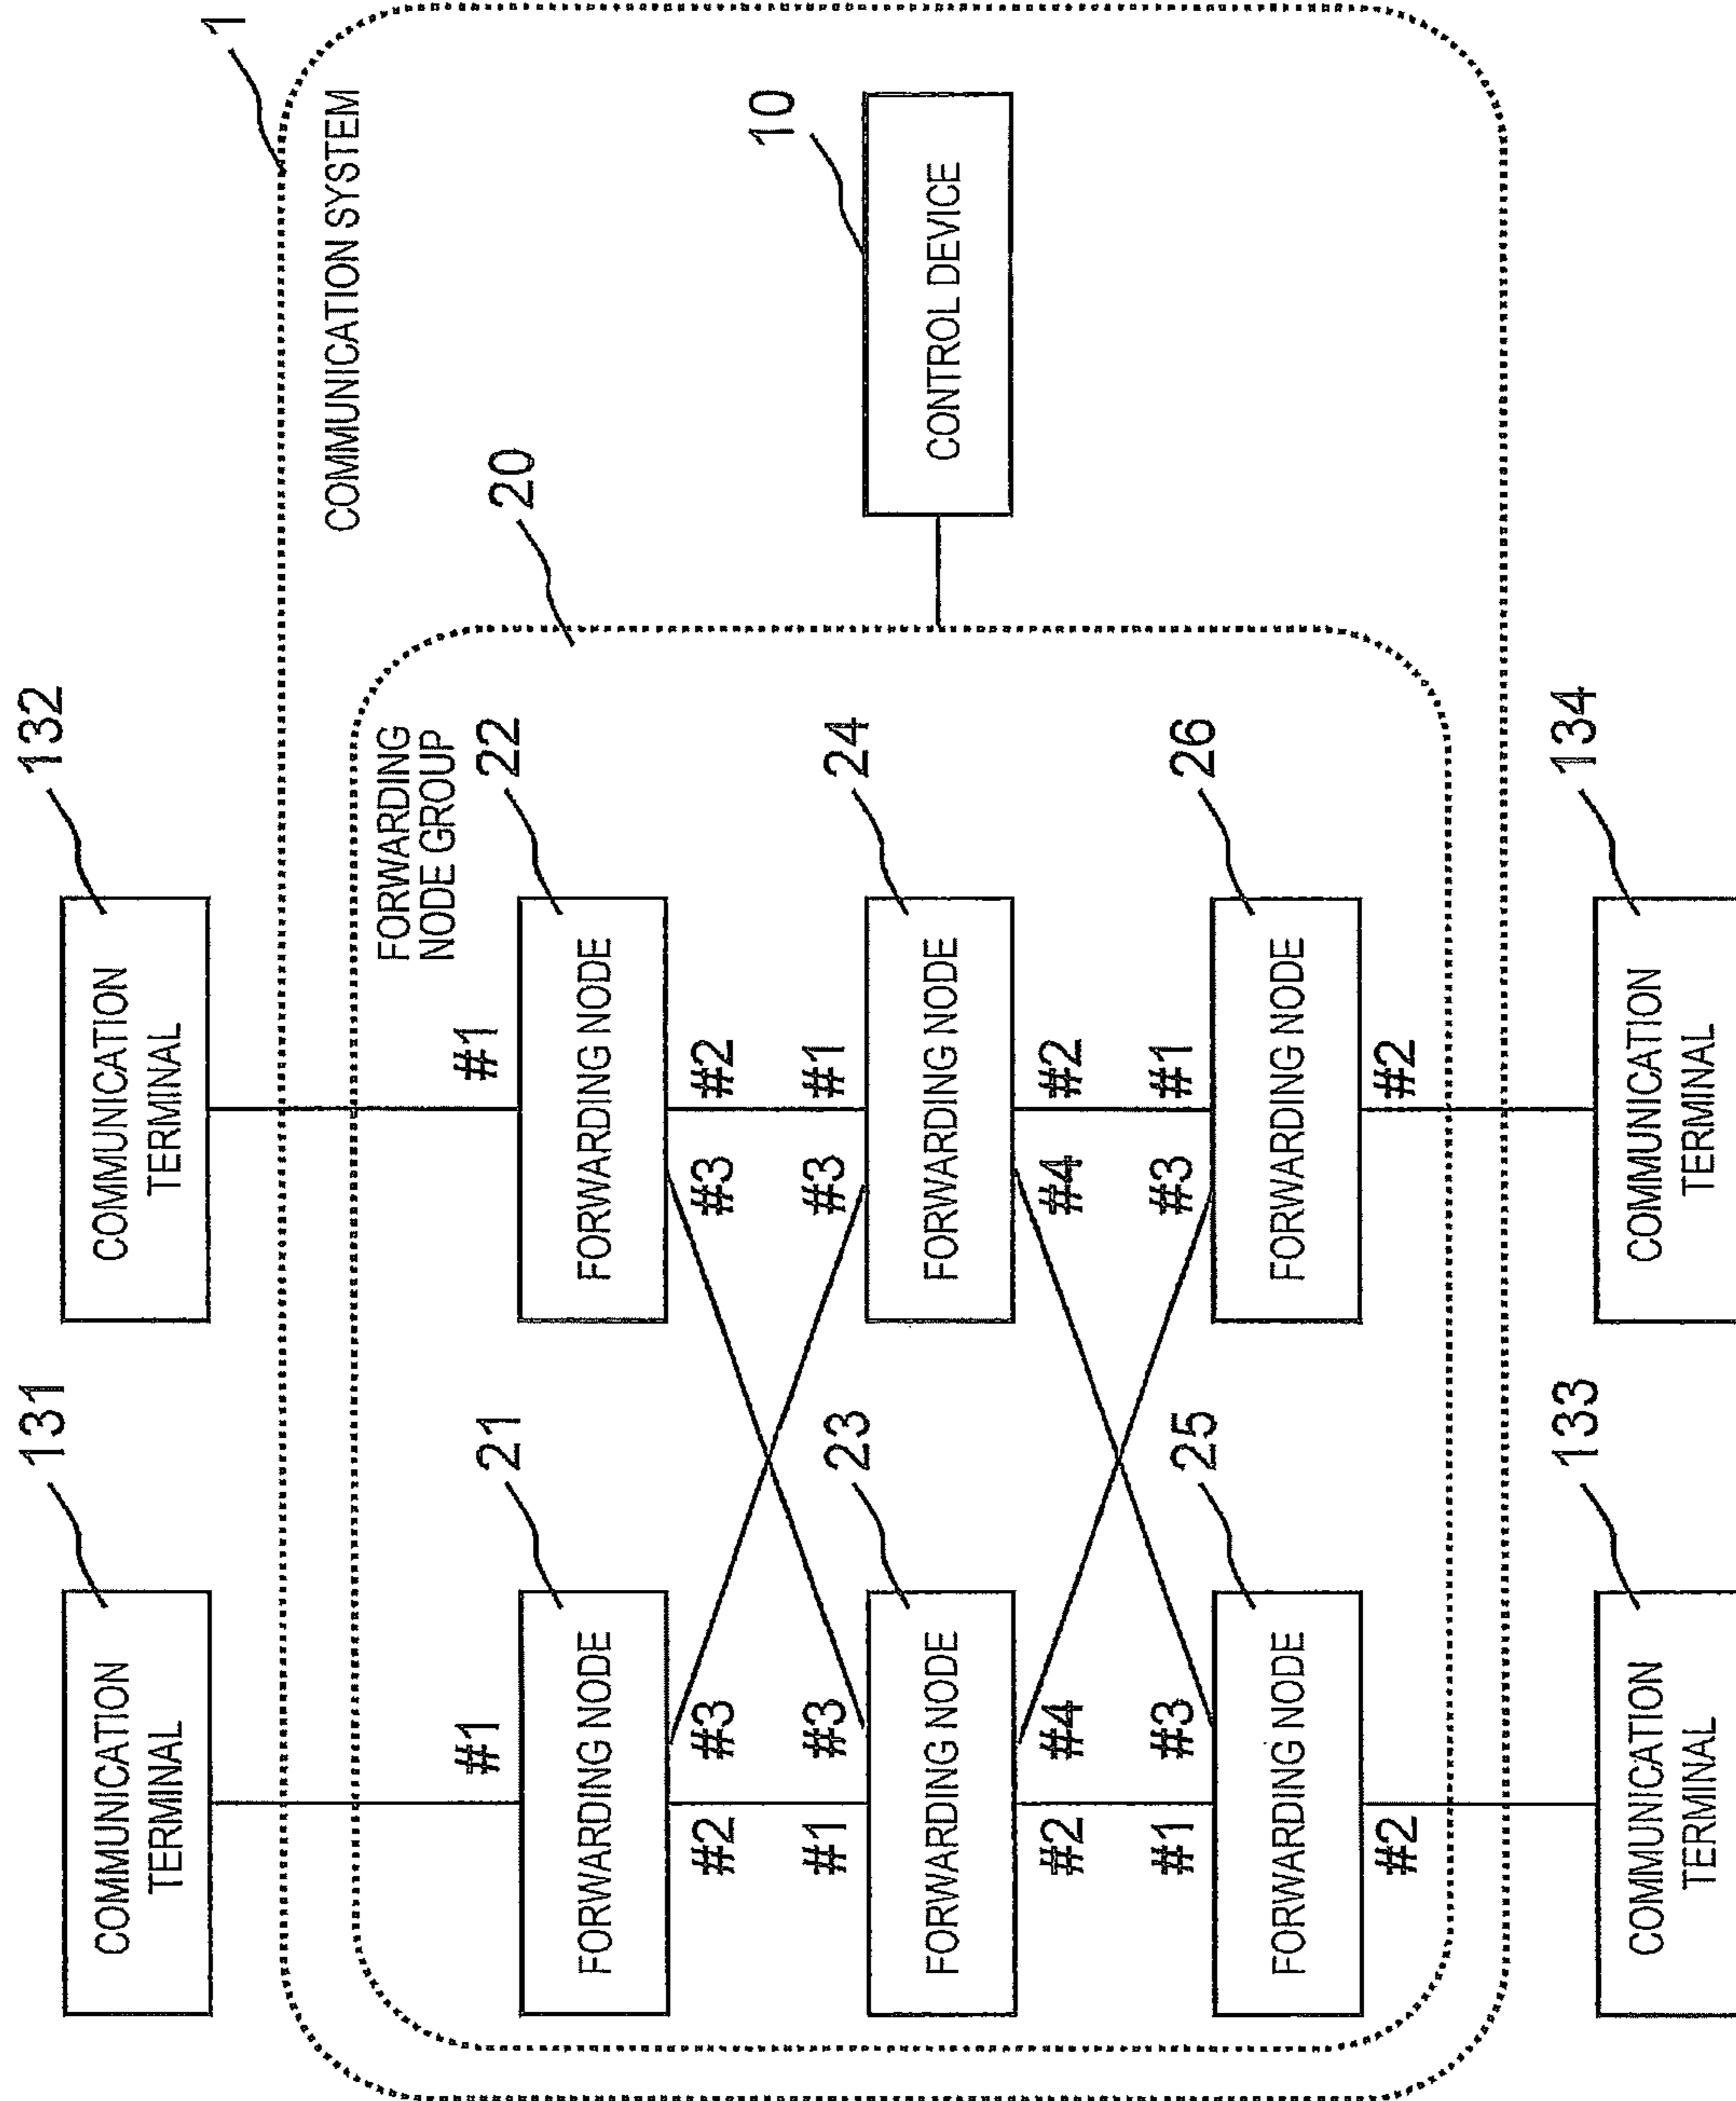 131
132
COMMUNICATION
TERMINAL
COMMUNICATION
TERMINAL
1
COMMUNICATION SYSTEM
FORWARDING
NODE GROUP
#1
21
#1
22
20
FORWARDING NODE
FORWARDING NODE
#2
#3
#3
#2
10
#1
#3
23
#3
#1
24
FORWARDING NODE
FORWARDING NODE
CONTROL DEVICE
#2
#4
#4
#2
#1
#3
25
#3
#1
26
FORWARDING NODE
FORWARDING NODE
#2
#2
133
134
COMMUNICATION
TERMINAL
COMMUNICATION
TERMINAL